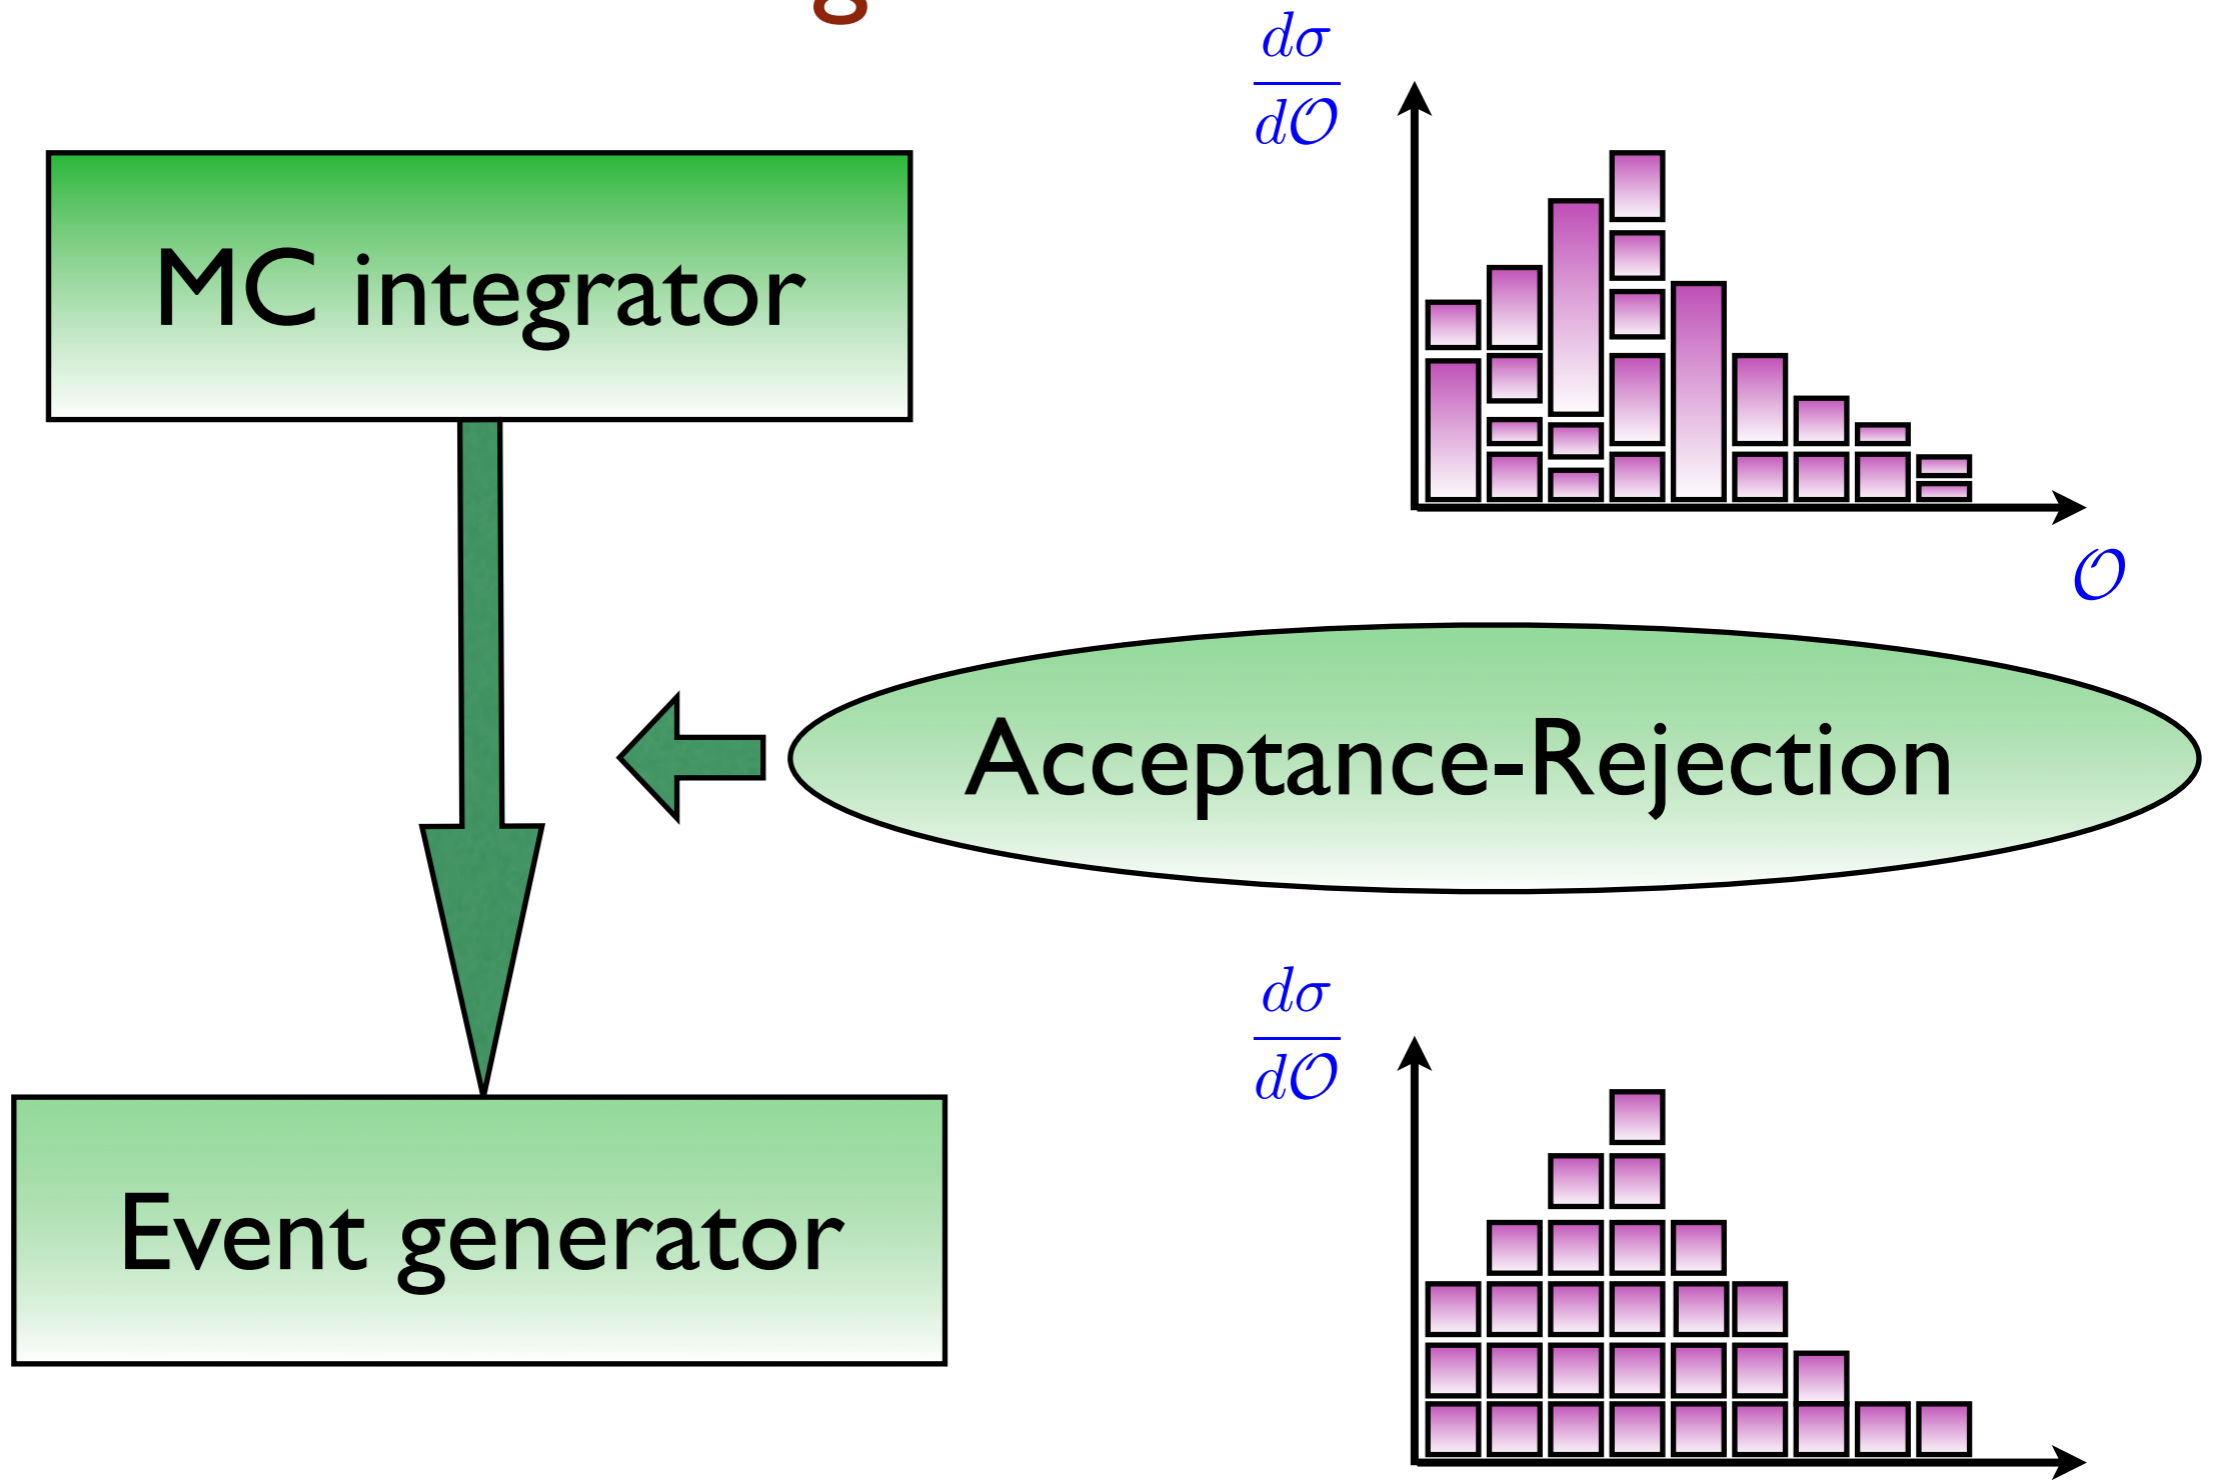 g
dσ
dO
MC integrator
O
Acceptance-Rejection
dσ
dO
Event generator